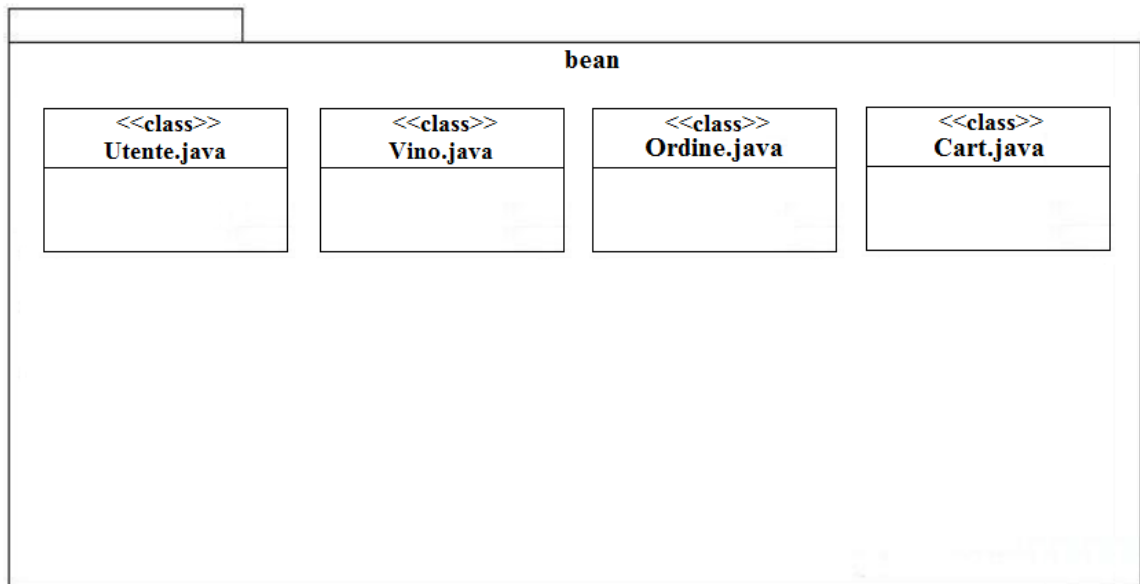 bean
<<class>>
Utente.java
<<class>>
Vino.java
<<class>>
Ordine.java
<<class>>
Cart.java